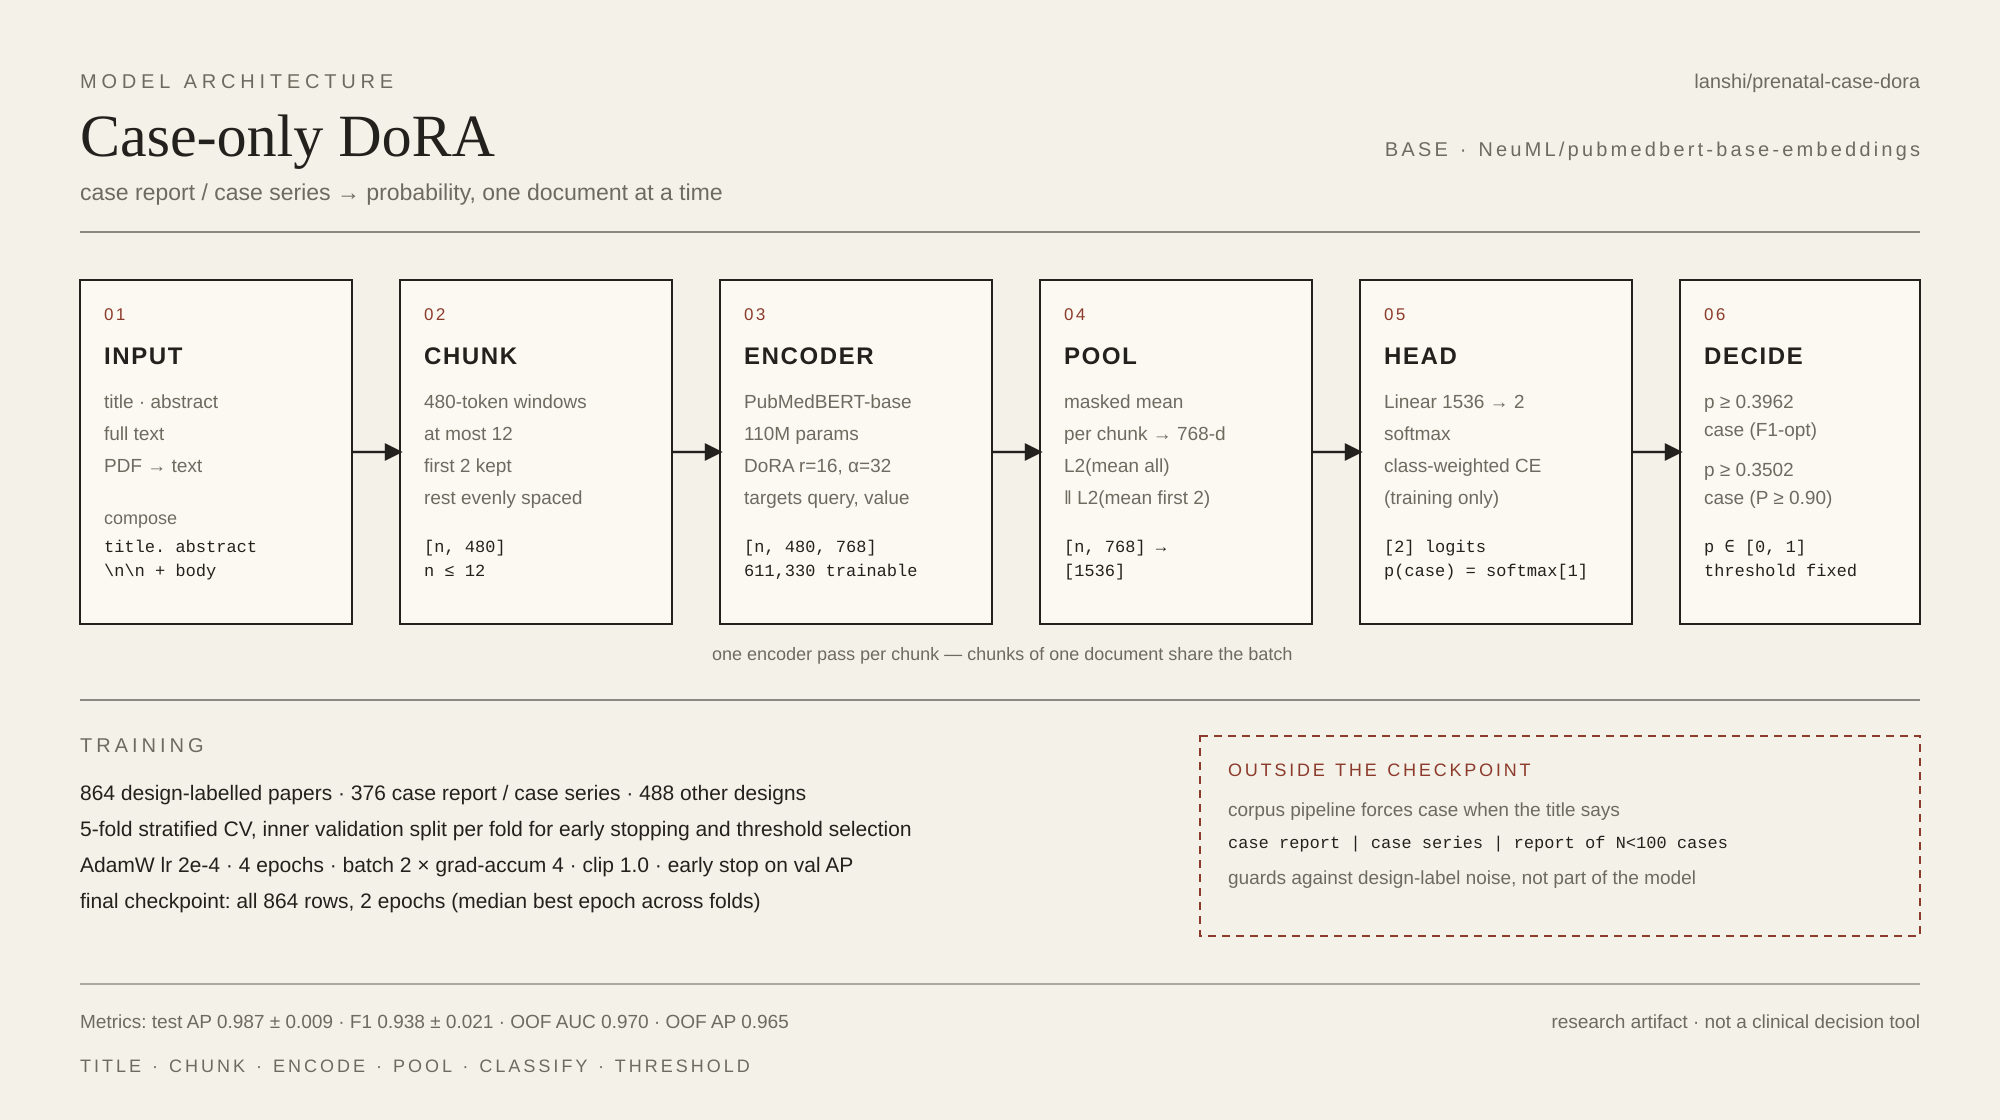 MODEL ARCHITECTURE
lanshi/prenatal-case-dora
Case-only DoRA
BASE · NeuML/pubmedbert-base-embeddings
case report / case series → probability, one document at a time
01
INPUT
title · abstract
full text
PDF → text
compose
title. abstract
\n\n + body
02
CHUNK
480-token windows
at most 12
first 2 kept
rest evenly spaced
[n, 480]
n ≤ 12
03
ENCODER
PubMedBERT-base
110M params
DoRA r=16, α=32
targets query, value
[n, 480, 768]
611,330 trainable
04
POOL
masked mean
per chunk → 768-d
L2(mean all)
‖ L2(mean first 2)
[n, 768] →
[1536]
05
HEAD
Linear 1536 → 2
softmax
class-weighted CE
(training only)
[2] logits
p(case) = softmax[1]
06
DECIDE
p ≥ 0.3962
case (F1-opt)
p ≥ 0.3502
case (P ≥ 0.90)
p ∈ [0, 1]
threshold fixed
one encoder pass per chunk — chunks of one document share the batch
TRAINING
864 design-labelled papers · 376 case report / case series · 488 other designs
5-fold stratified CV, inner validation split per fold for early stopping and threshold selection
AdamW lr 2e-4 · 4 epochs · batch 2 × grad-accum 4 · clip 1.0 · early stop on val AP
final checkpoint: all 864 rows, 2 epochs (median best epoch across folds)
OUTSIDE THE CHECKPOINT
corpus pipeline forces case when the title says
case report | case series | report of N<100 cases
guards against design-label noise, not part of the model
Metrics: test AP 0.987 ± 0.009 · F1 0.938 ± 0.021 · OOF AUC 0.970 · OOF AP 0.965
research artifact · not a clinical decision tool
TITLE · CHUNK · ENCODE · POOL · CLASSIFY · THRESHOLD